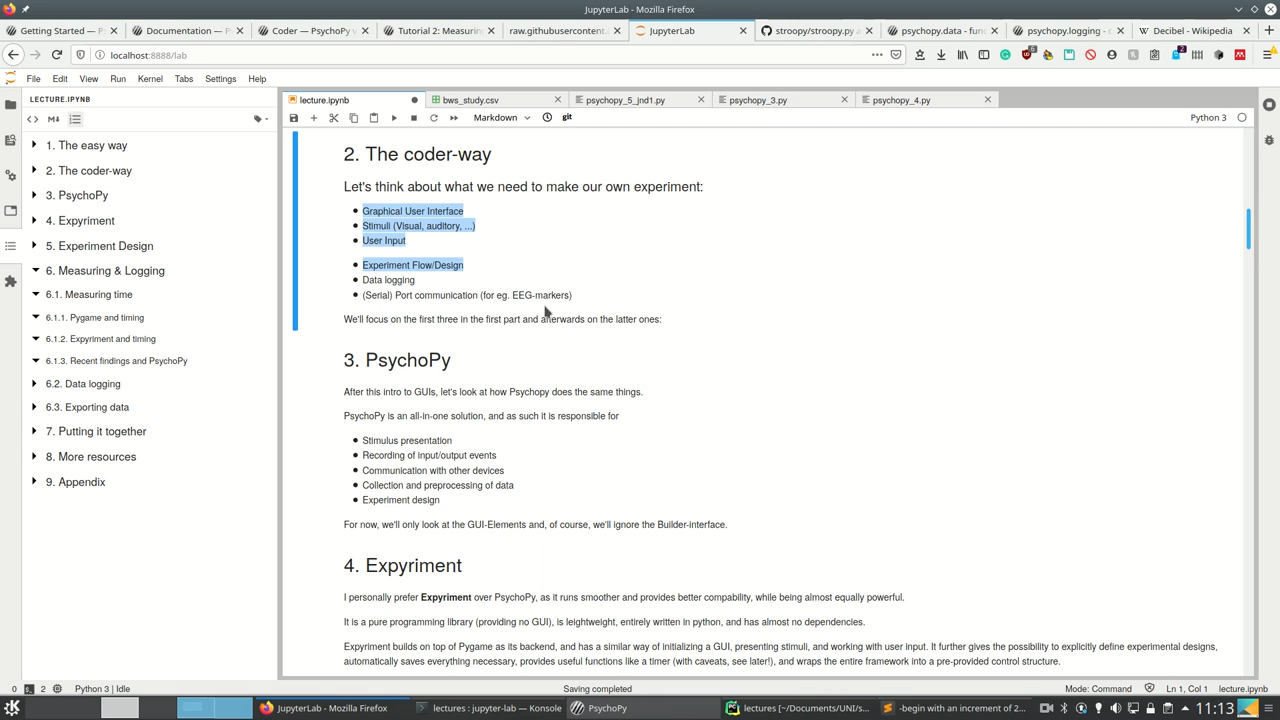 JupyterLab - Mozilla Firefox
Getting Started — P
Documentation — P
Coder — PsychoPy v
Tutorial 2: Measurin
raw.githubusercontent.
JupyterLab
stroopy/stroopy.py a
psychopy.data - fun
psychopy.logging - c
Decibel - Wikipedia
localhost:8888/lab
File Edit View Run Kernel Tabs Settings Help
LECTURE.IPYNB
lecture.ipynb
bws_study.csv
psychopy_5_jnd1.py
psychopy_3.py
psychopy_4.py
Markdown
git
Python 3
1. The easy way
2. The coder-way
3. PsychoPy
4. Expyriment
5. Experiment Design
6. Measuring & Logging
6.1. Measuring time
6.1.1. Pygame and timing
6.1.2. Expyriment and timing
6.1.3. Recent findings and PsychoPy
6.2. Data logging
6.3. Exporting data
7. Putting it together
8. More resources
9. Appendix
2. The coder-way
Let's think about what we need to make our own experiment:
Graphical User Interface
Stimuli (Visual, auditory, ...)
User Input
Experiment Flow/Design
Data logging
(Serial) Port communication (for eg. EEG-markers)
We'll focus on the first three in the first part and afterwards on the latter ones:
3. PsychoPy
After this intro to GUIs, let's look at how Psychopy does the same things.
PsychoPy is an all-in-one solution, and as such it is responsible for
Stimulus presentation
Recording of input/output events
Communication with other devices
Collection and preprocessing of data
Experiment design
For now, we'll only look at the GUI-Elements and, of course, we'll ignore the Builder-interface.
4. Expyriment
I personally prefer Expyriment over PsychoPy, as it runs smoother and provides better compability, while being almost equally powerful.
It is a pure programming library (providing no GUI), is leightweight, entirely written in python, and has almost no dependencies.
Expyriment builds on top of Pygame as its backend, and has a similar way of initializing a GUI, presenting stimuli, and working with user input. It further gives the possibility to explicitly define experimental designs,
automatically saves everything necessary, provides useful functions like a timer (with caveats, see later!), and wraps the entire framework into a pre-provided control structure.
0 2 Python 3 | Idle
Saving completed
Mode: Command
Ln 1, Col 1
lecture.ipynb
JupyterLab - Mozilla Firefox
lectures : jupyter-lab — Konsole
PsychoPy
lectures [~/Documents/UNI/s...
-begin with an increment of 2...
11:13